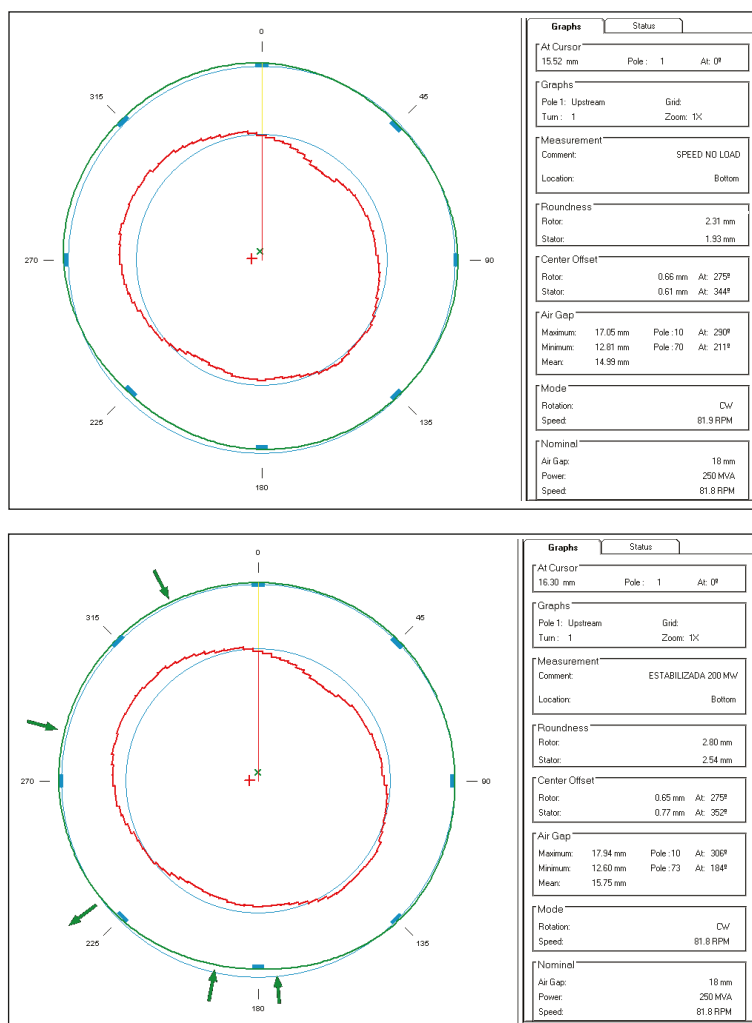 0
45
90
135
180
225
270
315
Graphs Status
At Cursor
15.52 mm Pole : 1 At: 0º
Graphs
Pole 1: Upstream Grid:
Turn : 1 Zoom: 1X
Measurement
Comment: SPEED NO LOAD
Location: Bottom
Roundness
Rotor: 2.31 mm
Stator: 1.93 mm
Center Offset
Rotor: 0.66 mm At: 275º
Stator: 0.61 mm At: 344º
Air Gap
Maximum: 17.05 mm Pole :10 At: 290º
Minimum: 12.81 mm Pole :70 At: 211º
Mean: 14.99 mm
Mode
Rotation: CW
Speed: 81.9 RPM
Nominal
Air Gap: 18 mm
Power: 250 MVA
Speed: 81.8 RPM
0
45
90
135
180
225
270
315
Graphs Status
At Cursor
16.30 mm Pole : 1 At: 0º
Graphs
Pole 1: Upstream Grid:
Turn : 1 Zoom: 1X
Measurement
Comment: ESTABILIZADA 200 MW
Location: Bottom
Roundness
Rotor: 2.80 mm
Stator: 2.54 mm
Center Offset
Rotor: 0.65 mm At: 275º
Stator: 0.77 mm At: 352º
Air Gap
Maximum: 17.94 mm Pole :10 At: 306º
Minimum: 12.60 mm Pole :73 At: 184º
Mean: 15.75 mm
Mode
Rotation: CW
Speed: 81.8 RPM
Nominal
Air Gap: 18 mm
Power: 250 MVA
Speed: 81.8 RPM